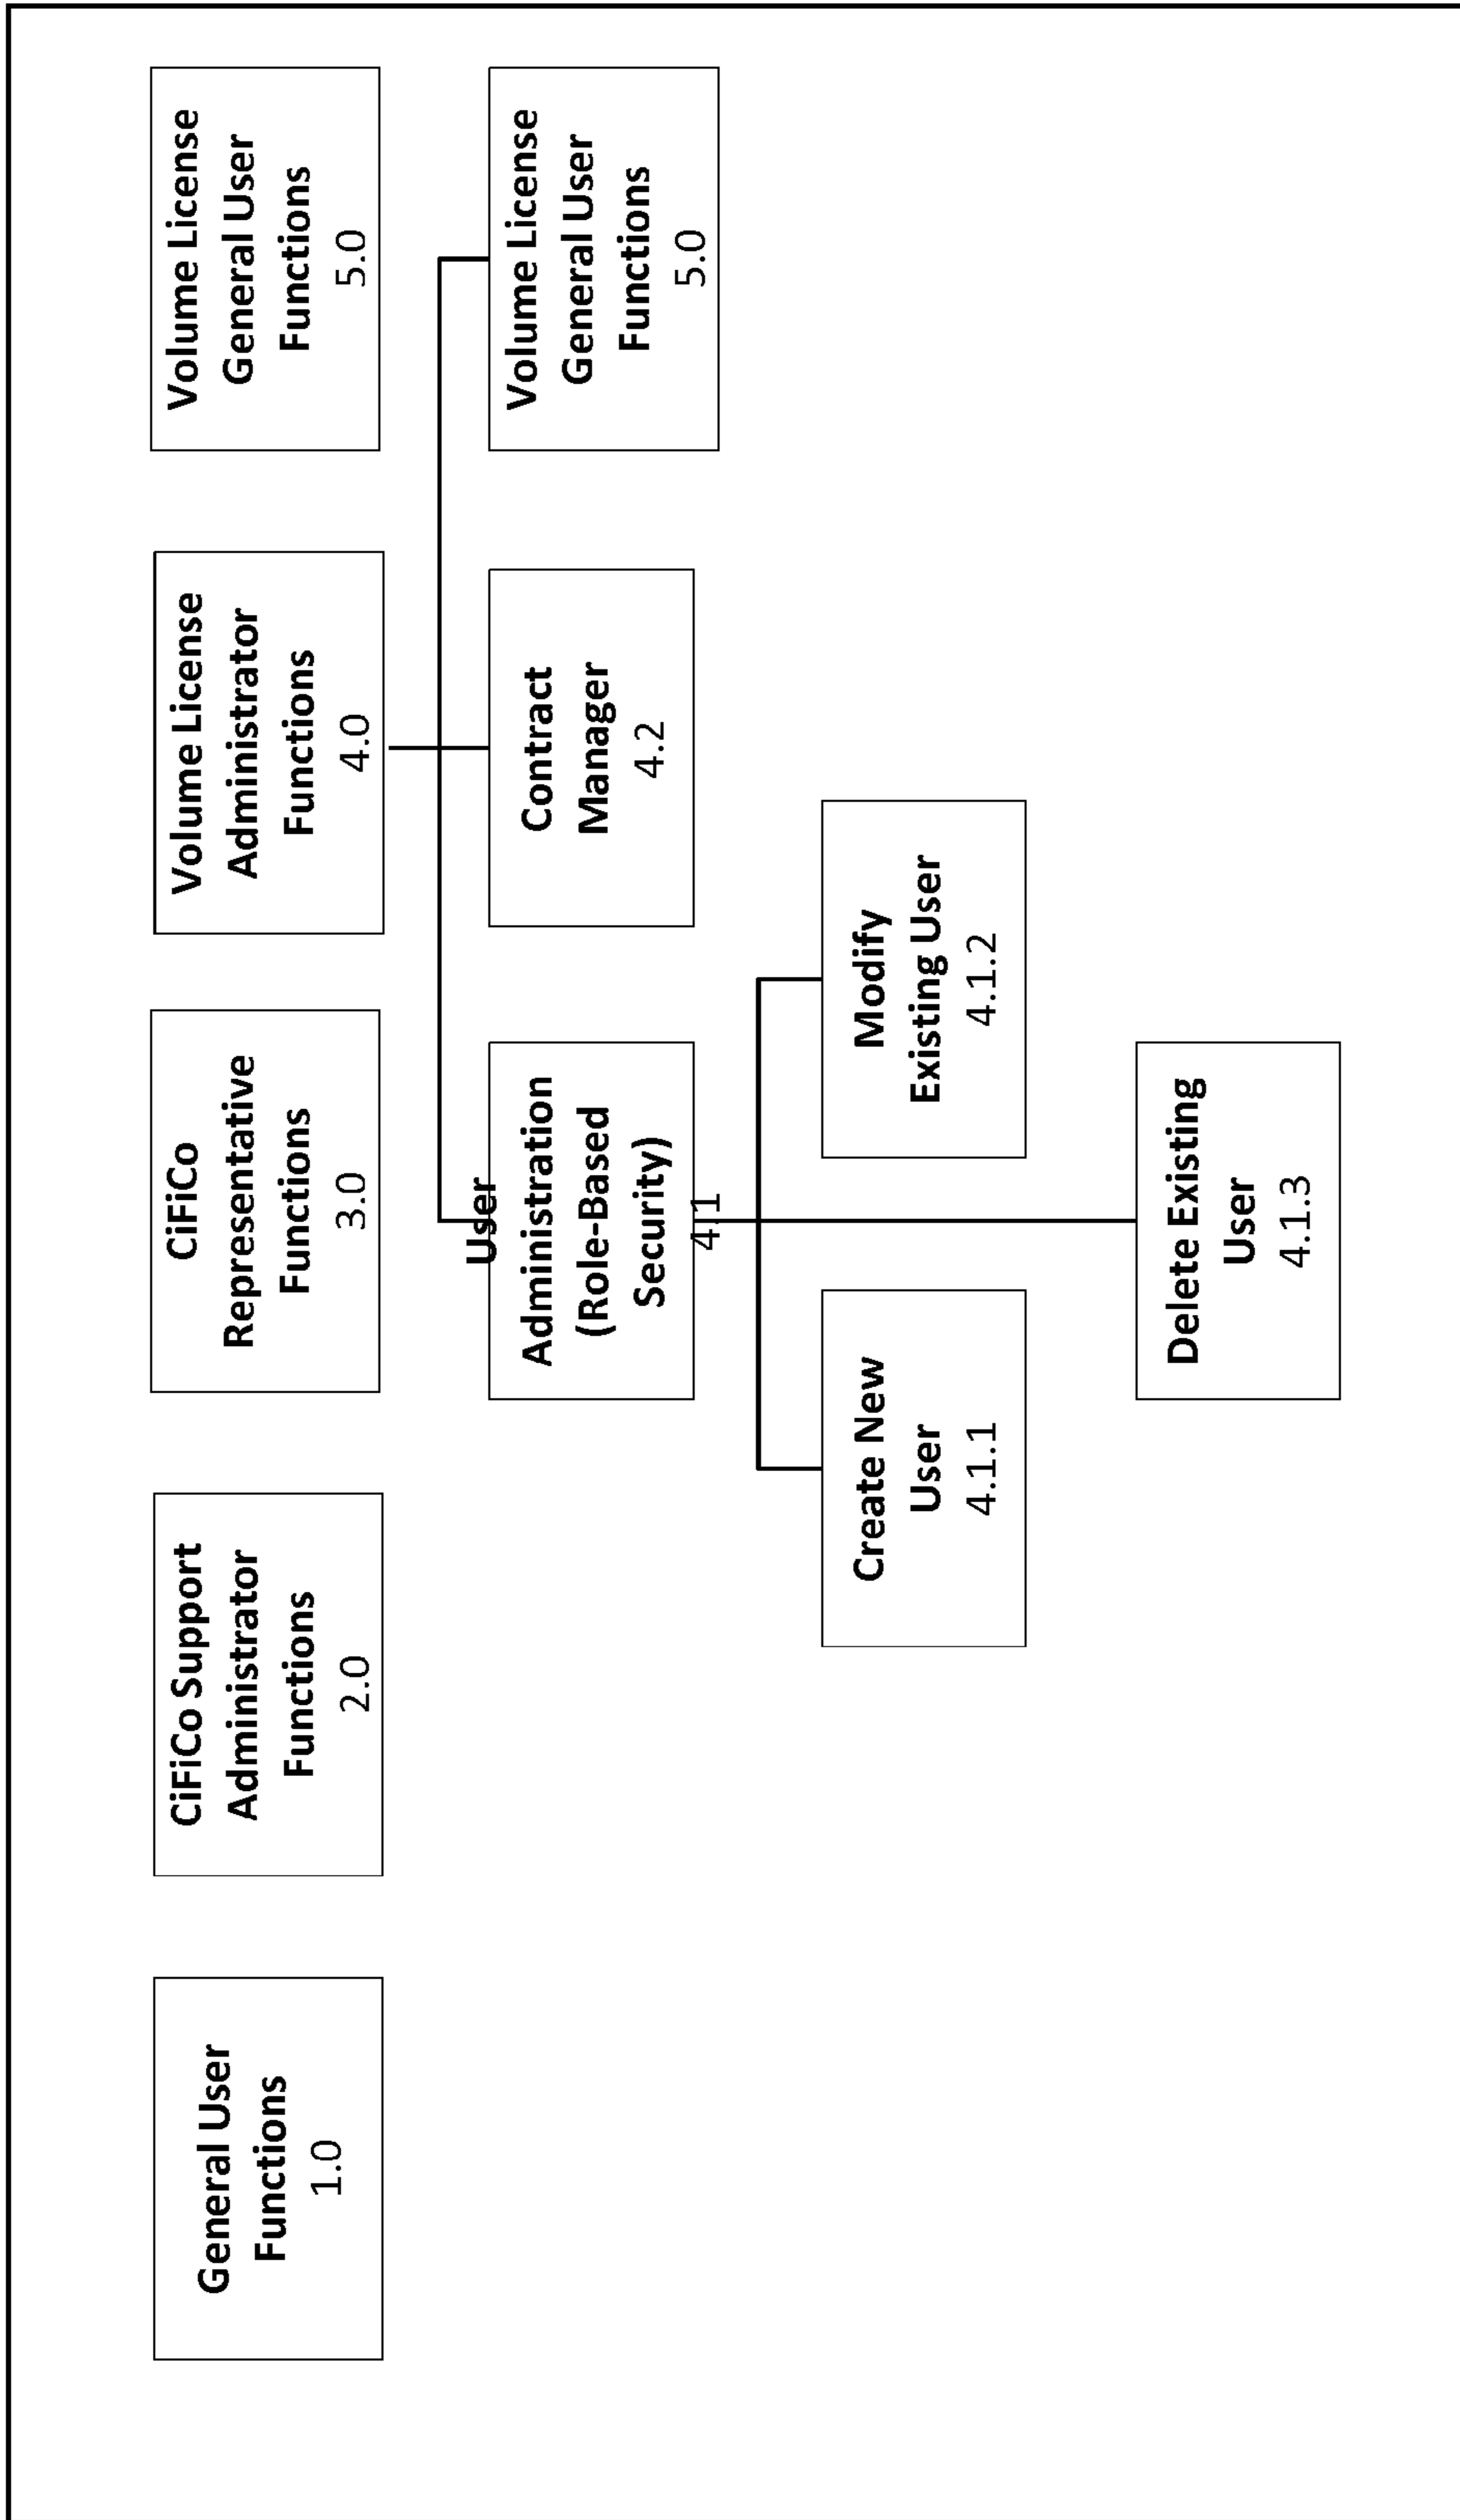 General User
Functions
1.0
CiFiCo Support
Administrator
Functions
2.0
CiFiCo
Representative
Functions
3.0
Volume License
Administrator
Functions
4.0
Volume License
General User
Functions
5.0
User
Administration
(Role-Based
Security)
4.1
Contract
Manager
4.2
Volume License
General User
Functions
5.0
Create New
User
4.1.1
Modify
Existing User
4.1.2
Delete Existing
User
4.1.3